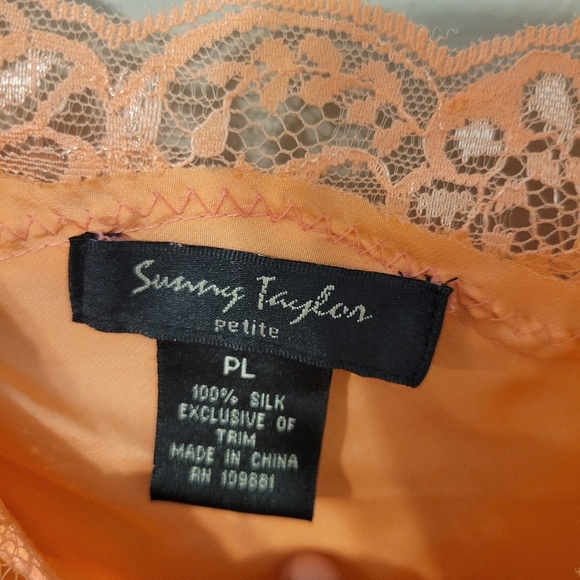 Sunny Taylor
petite
PL
100% SILK
EXCLUSIVE OF
TRIM
MADE IN CHINA
RN 109881